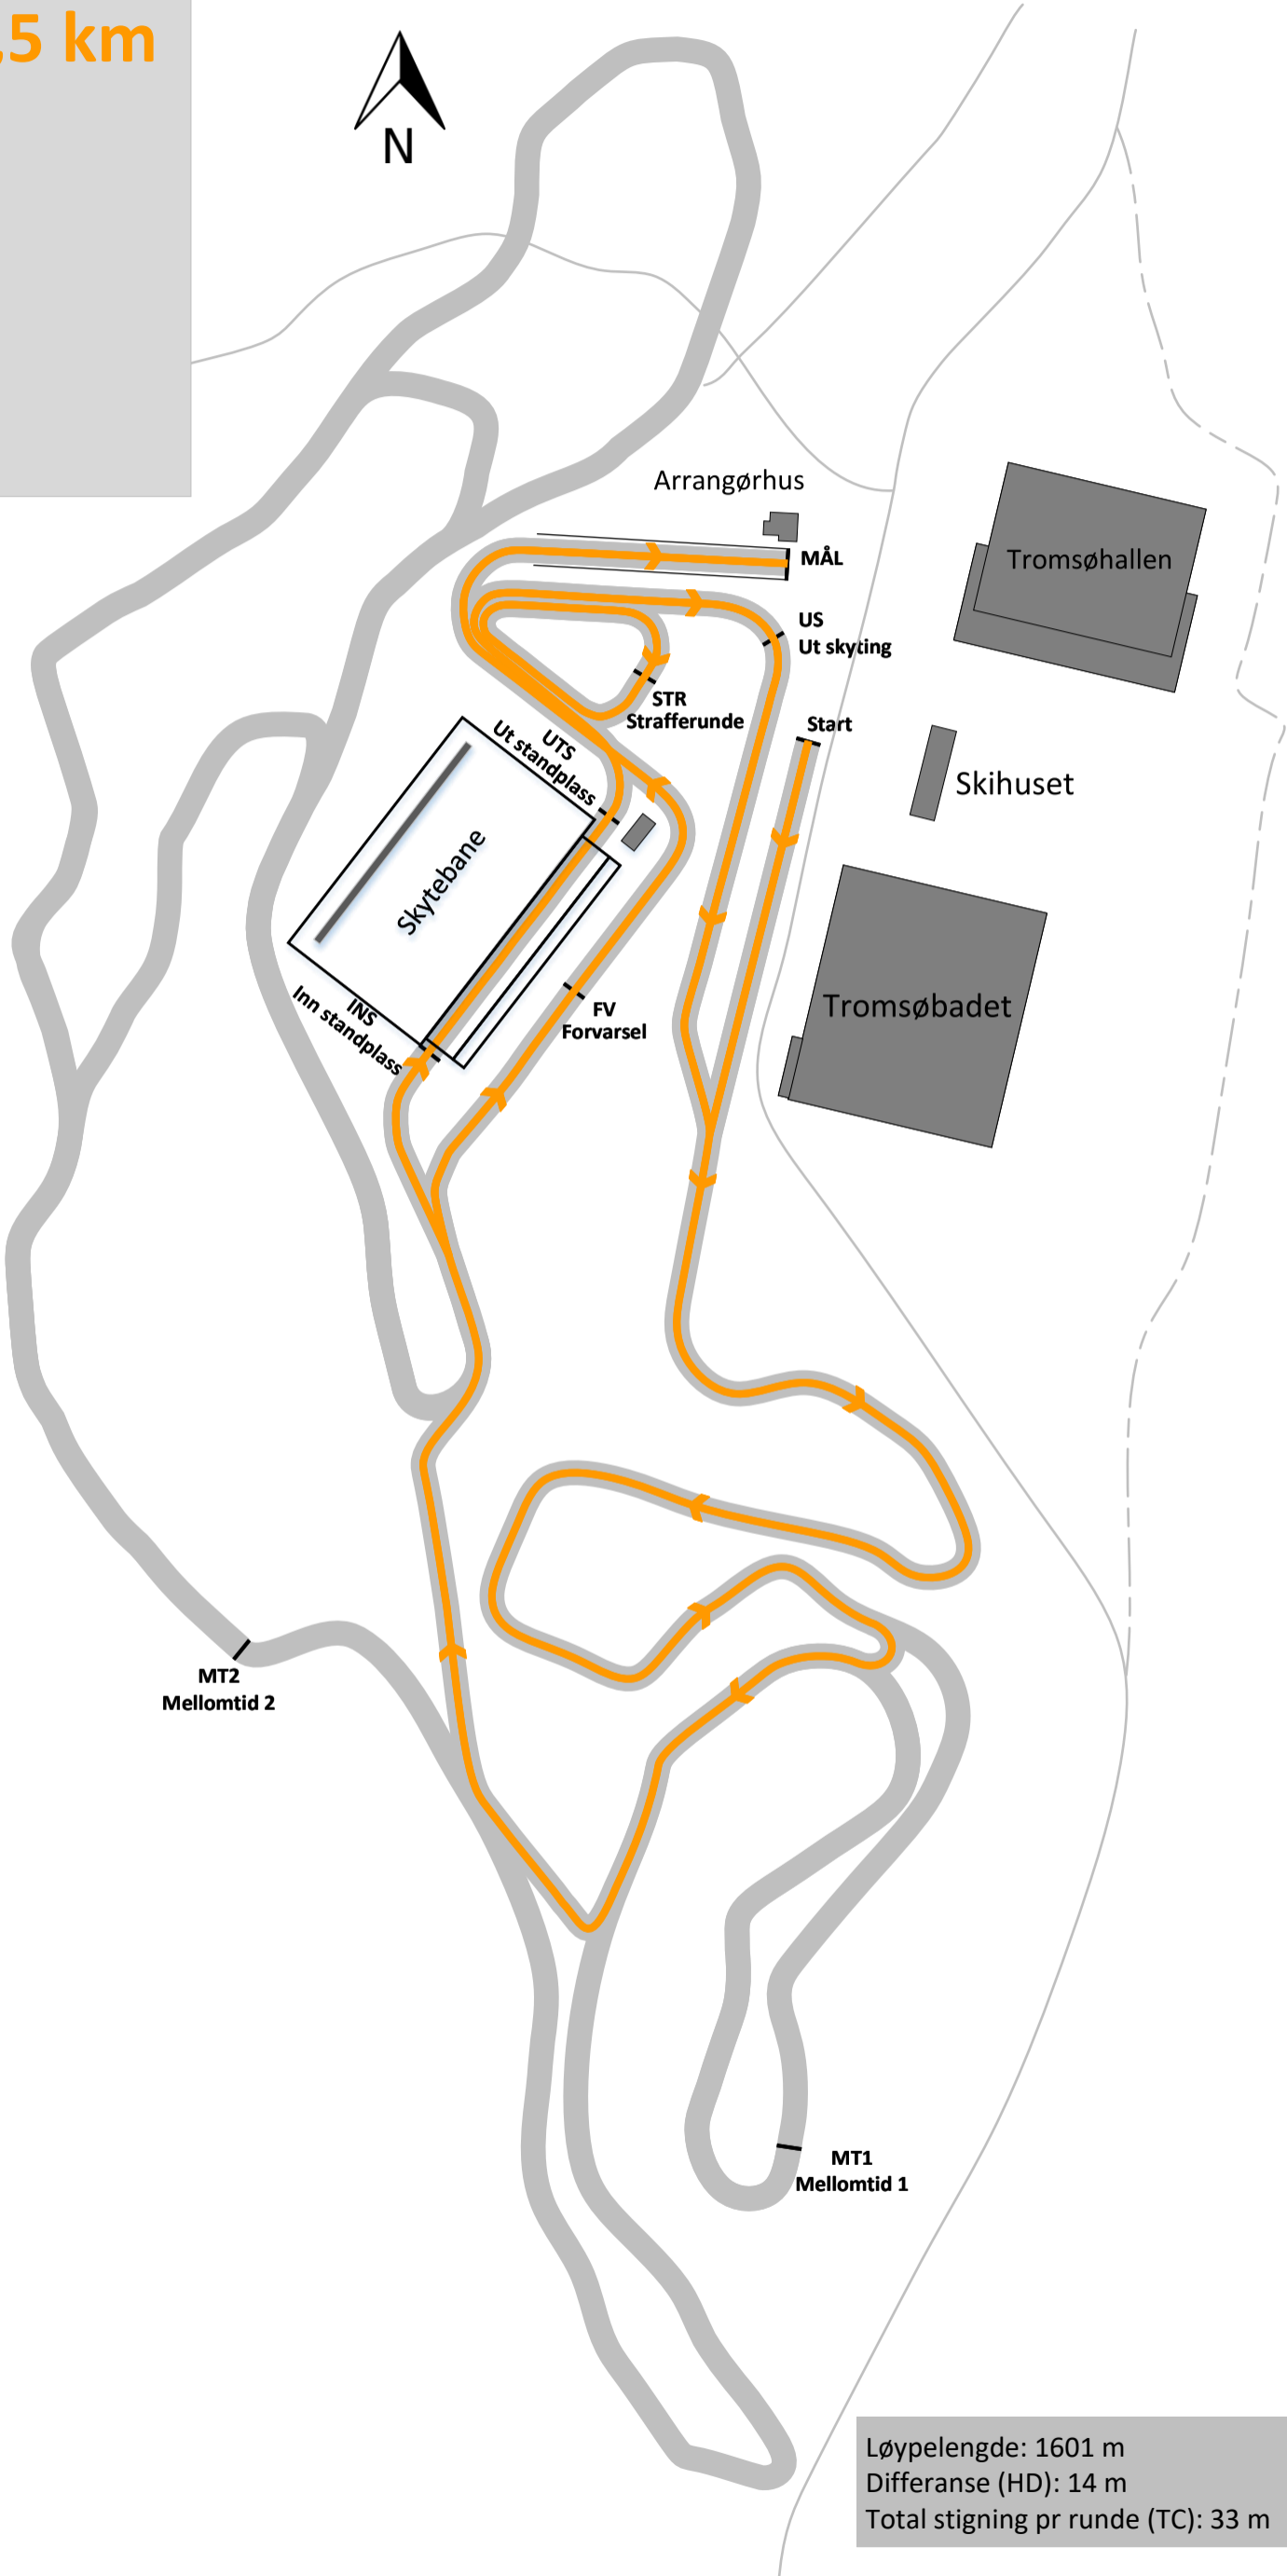 ,5 km
N
Arrangørhus
MÅL
Tromsøhallen
US
Ut skyting
STR
Strafferunde
Start
UTS
Ut standplass
Skihuset
Skytebane
INS
Inn standplass
FV
Forvarsel
Tromsøbadet
MT2
Mellomtid 2
MT1
Mellomtid 1
Løypelengde: 1601 m
Differanse (HD): 14 m
Total stigning pr runde (TC): 33 m